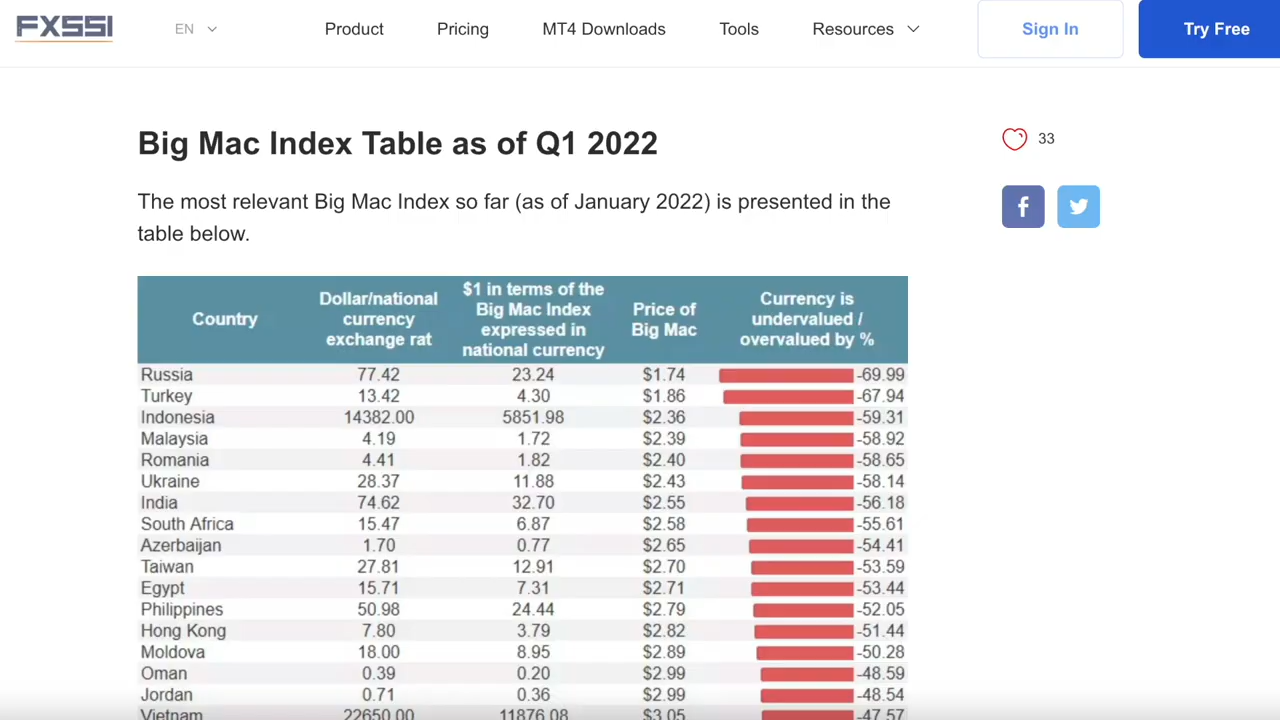 FXSSI EN Product Pricing MT4 Downloads Tools Resources Sign In Try Free
Big Mac Index Table as of Q1 2022
33
The most relevant Big Mac Index so far (as of January 2022) is presented in the
table below.
Country Dollar/national currency exchange rat $1 in terms of the Big Mac Index expressed in national currency Price of Big Mac Currency is undervalued / overvalued by %
Russia 77.42 23.24 $1.74 -69.99
Turkey 13.42 4.30 $1.86 -67.94
Indonesia 14382.00 5851.98 $2.36 -59.31
Malaysia 4.19 1.72 $2.39 -58.92
Romania 4.41 1.82 $2.40 -58.65
Ukraine 28.37 11.88 $2.43 -58.14
India 74.62 32.70 $2.55 -56.18
South Africa 15.47 6.87 $2.58 -55.61
Azerbaijan 1.70 0.77 $2.65 -54.41
Taiwan 27.81 12.91 $2.70 -53.59
Egypt 15.71 7.31 $2.71 -53.44
Philippines 50.98 24.44 $2.79 -52.05
Hong Kong 7.80 3.79 $2.82 -51.44
Moldova 18.00 8.95 $2.89 -50.28
Oman 0.39 0.20 $2.99 -48.59
Jordan 0.71 0.36 $2.99 -48.54
Vietnam 22650.00 11876.08 $3.05 -47.57